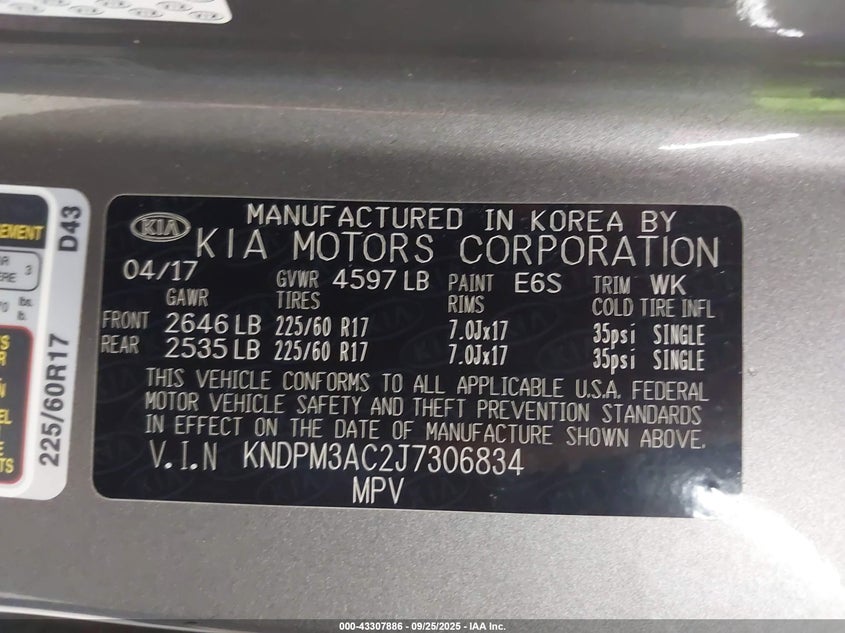 KIA
MANUFACTURED IN KOREA BY
KIA MOTORS CORPORATION
04/17 GVWR 4597 LB PAINT E6S TRIM WK
GAWR TIRES RIMS COLD TIRE INFL
FRONT 2646 LB 225/60 R17 7.0Jx17 35psi SINGLE
REAR 2535 LB 225/60 R17 7.0Jx17 35psi SINGLE
THIS VEHICLE CONFORMS TO ALL APPLICABLE U.S.A. FEDERAL
MOTOR VEHICLE SAFETY AND THEFT PREVENTION STANDARDS
IN EFFECT ON THE DATE OF MANUFACTURE SHOWN ABOVE.
V.I.N KNDPM3AC2J7306834
MPV
D43
225/60R17
3
lbs.
lb.
000-43307886 - 09/25/2025 - IAA Inc.